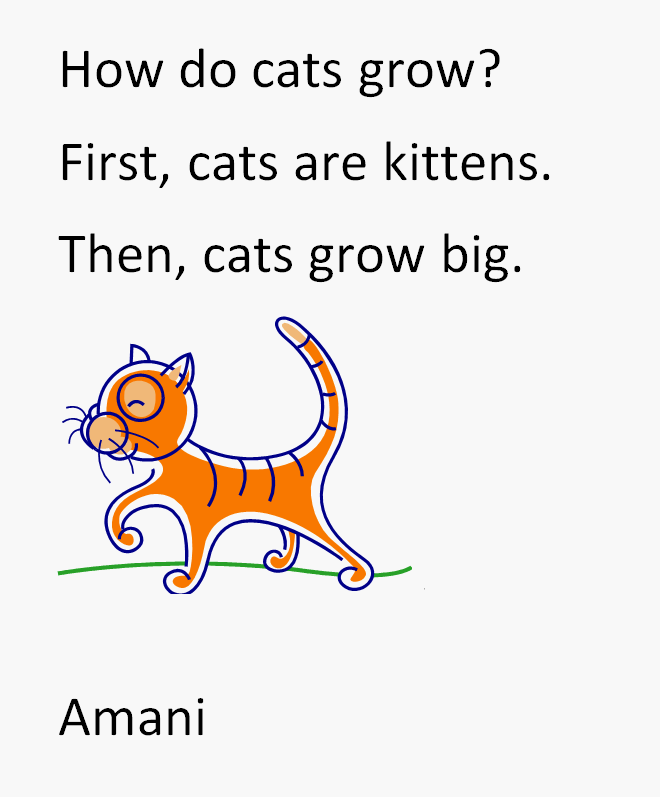 How do cats grow?
First, cats are kittens.
Then, cats grow big.
Amani